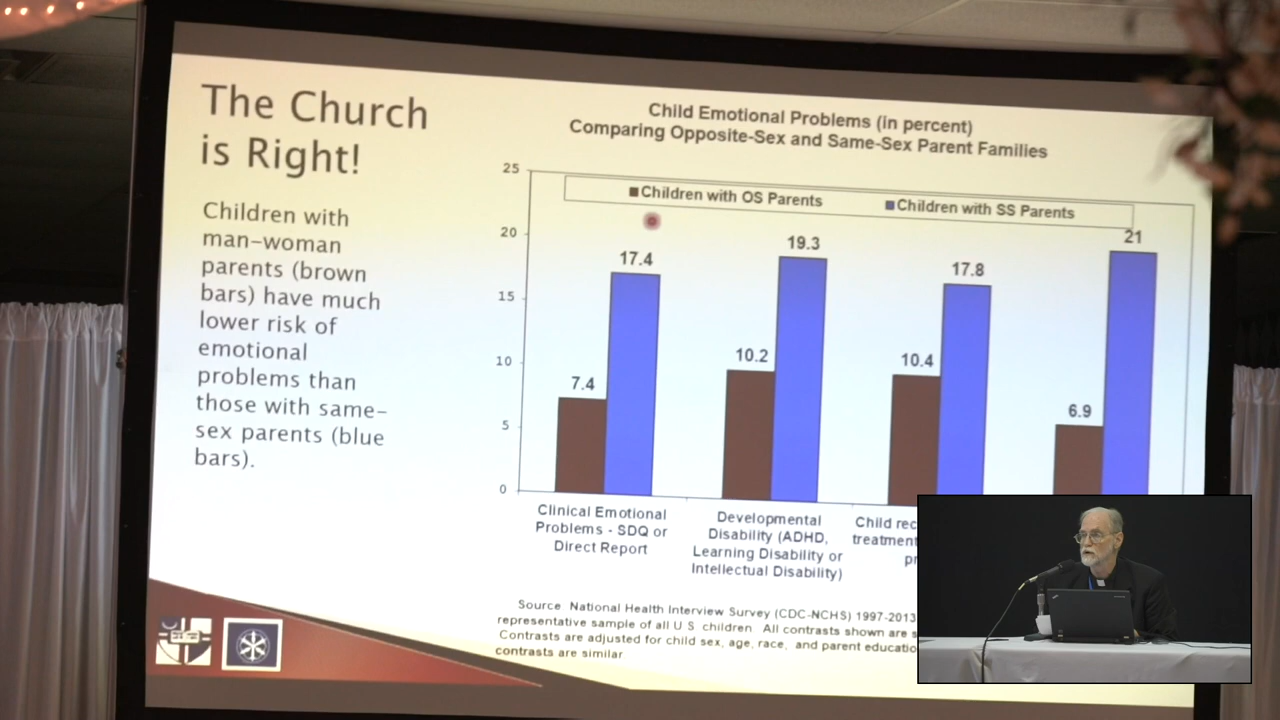 The Church
is Right!
Children with
man-woman
parents (brown
bars) have much
lower risk of
emotional
problems than
those with same-
sex parents (blue
bars).
Child Emotional Problems (in percent)
Comparing Opposite-Sex and Same-Sex Parent Families
Children with OS Parents
Children with SS Parents
25
20
15
10
5
0
7.4
17.4
10.2
19.3
10.4
17.8
6.9
21
Clinical Emotional
Problems - SDQ or
Direct Report
Developmental
Disability (ADHD,
Learning Disability or
Intellectual Disability)
Child
treatment
Source National Health Interview Survey (CDC-NCHS) 1997-2013
representative sample of all U S children All contrasts shown are
Contrasts are adjusted for child sex, age, race, and parent
contrasts are similar